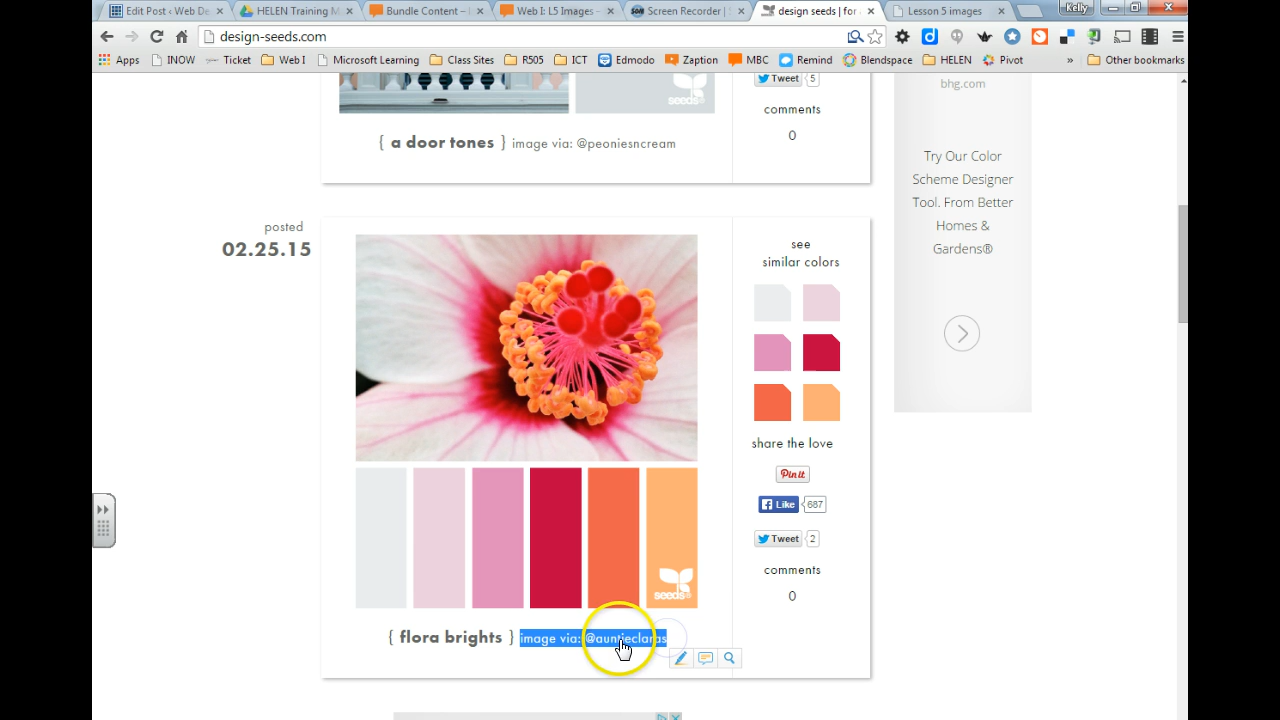 Edit Post ‹ Web De
HELEN Training M
Bundle Content –
Web I: L5 Images –
SOM Screen Recorder |
design seeds | for
Lesson 5 images
Kelly
design-seeds.com
Apps
INOW
Ticket
Web I
Microsoft Learning
Class Sites
R505
ICT
Edmodo
Zaption
MBC
Remind
Blendspace
HELEN
Pivot
»
Other bookmarks
seeds®
Tweet 5
comments
0
{ a door tones } image via: @peoniesncream
bhg.com
Try Our Color
Scheme Designer
Tool. From Better
Homes &
Gardens®
posted
02.25.15
see
similar colors
share the love
Pin it
Like 687
Tweet 2
comments
0
seeds®
{ flora brights } image via: @auntieclaras